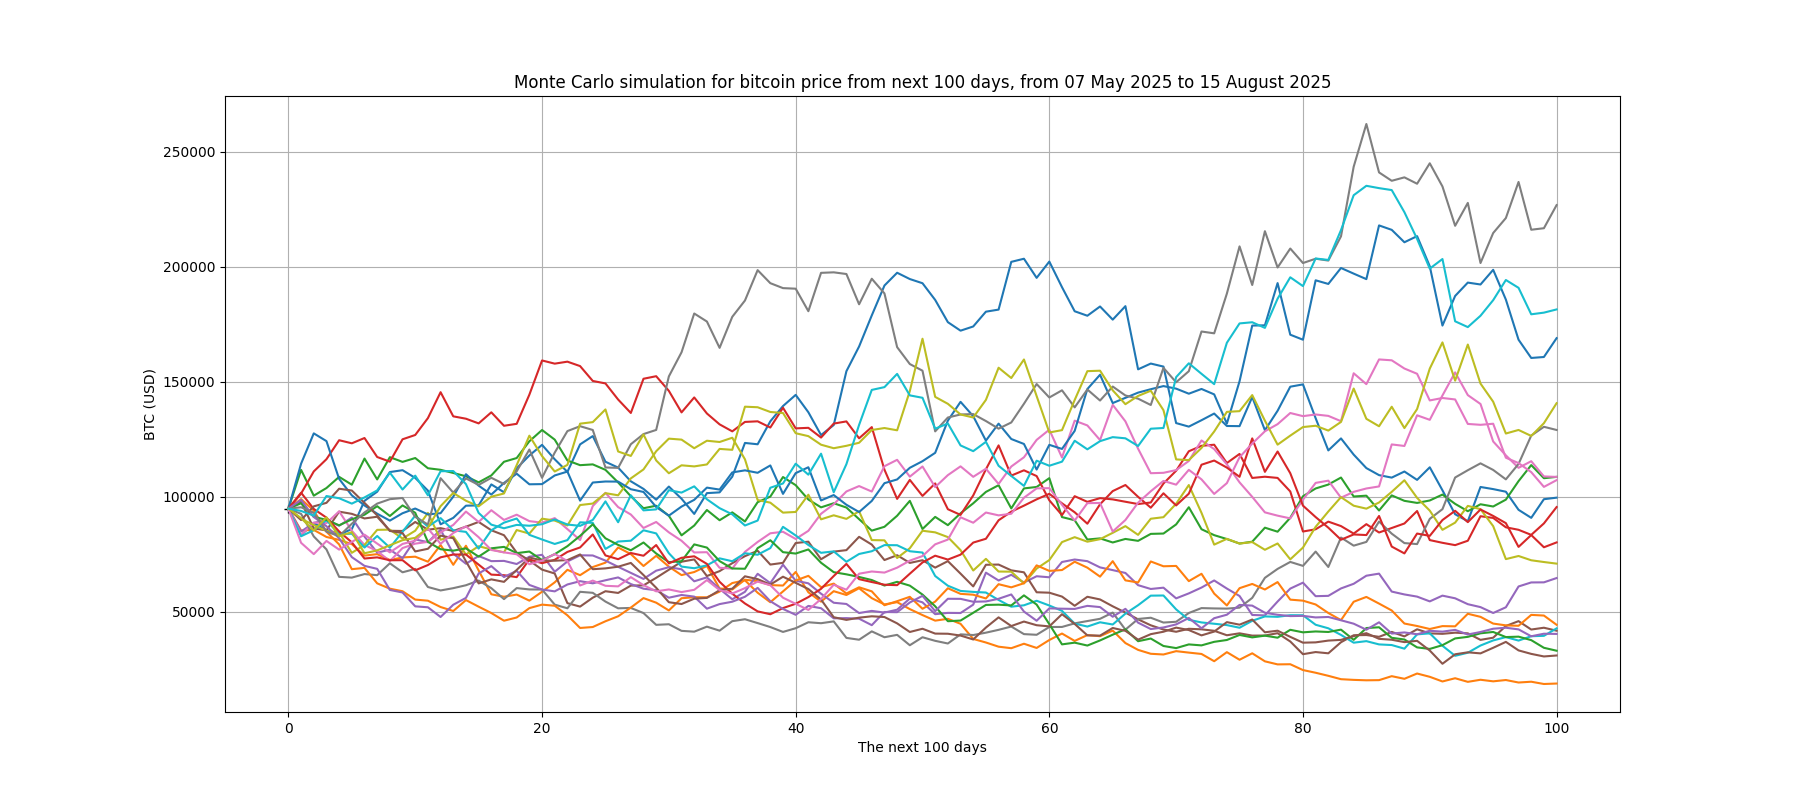 Monte Carlo simulation for bitcoin price from next 100 days, from 07 May 2025 to 15 August 2025
BTC (USD)
250000
200000
150000
100000
50000
0 20 40 60 80 100
The next 100 days